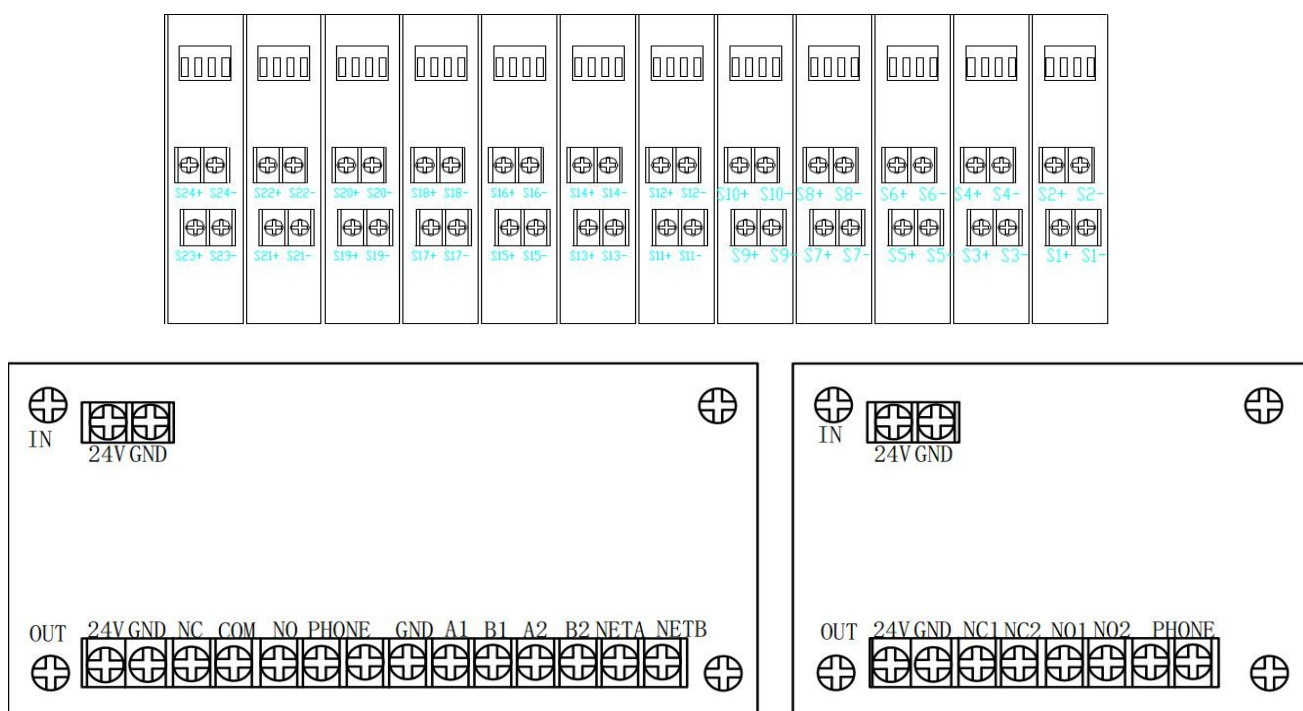 S24+ S24- S22+ S22- S20+ S20- S18+ S18- S16+ S16- S14+ S14- S12+ S12- S10+ S10- S8+ S8- S6+ S6- S4+ S4- S2+ S2-
S23+ S23- S21+ S21- S19+ S19- S17+ S17- S15+ S15- S13+ S13- S11+ S11- S9+ S9- S7+ S7- S5+ S5- S3+ S3- S1+ S1-
IN
24V GND
OUT 24V GND NC COM NO PHONE GND A1 B1 A2 B2 NETA NETB
IN
24V GND
OUT 24V GND NC1 NC2 NO1 NO2 PHONE